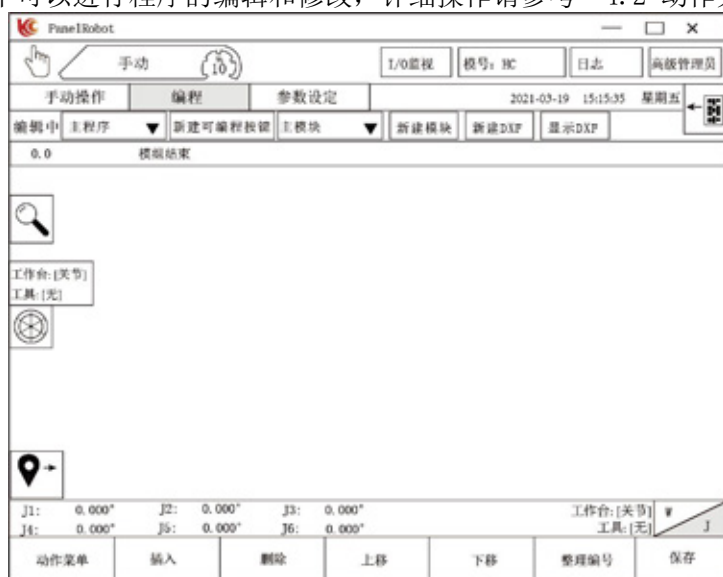 可以进行程序的编辑和修改，详细操作请参考 4.2 动作
KC PanelRobot
手动 10 I/O监视 模号: HC 日志 高级管理员
手动操作 编程 参数设定 2021-03-19 15:15:35 星期五
编辑中 主程序 新建可编程按键 主模块 新建模块 新建DXF 显示DXF
0.0 模组结束
工作台:[关节]
工具:[无]
J1: 0.000° J2: 0.000° J3: 0.000° 工作台:[关节] W
J4: 0.000° J5: 0.000° J6: 0.000° 工具:[无] J
动作菜单 插入 删除 上移 下移 整理编号 保存